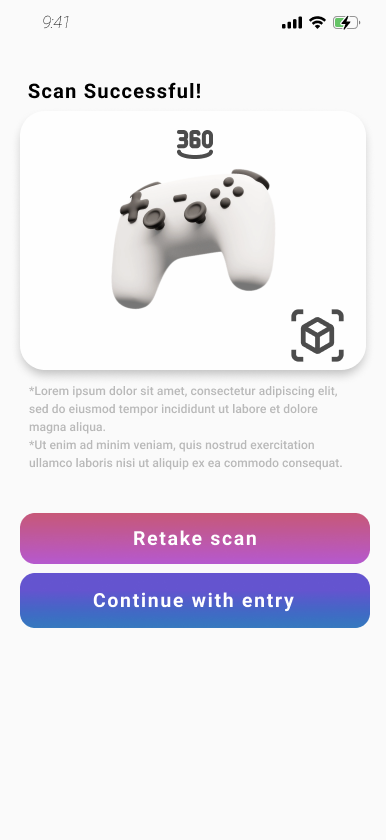 9:41
Scan Successful!
360
*Lorem ipsum dolor sit amet, consectetur adipiscing elit,
sed do eiusmod tempor incididunt ut labore et dolore
magna aliqua.
*Ut enim ad minim veniam, quis nostrud exercitation
ullamco laboris nisi ut aliquip ex ea commodo consequat.
Retake scan
Continue with entry